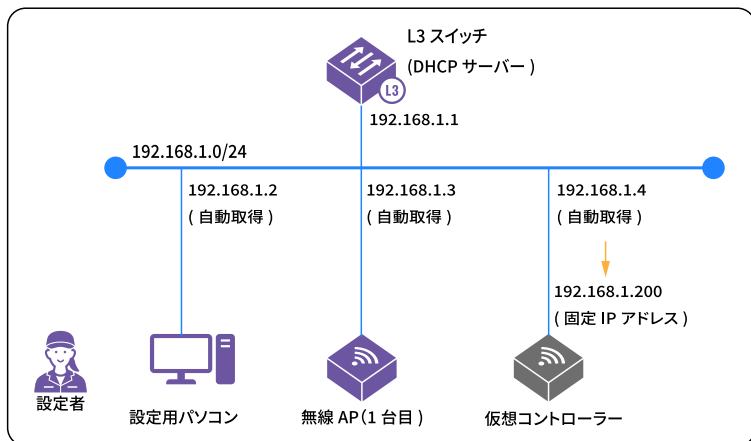 L3 スイッチ
(DHCP サーバー )
L3
192.168.1.1
192.168.1.0/24
192.168.1.2
( 自動取得 )
192.168.1.3
( 自動取得 )
192.168.1.4
( 自動取得 )
192.168.1.200
( 固定 IP アドレス )
設定者
設定用パソコン
無線 AP(1 台目 )
仮想コントローラー